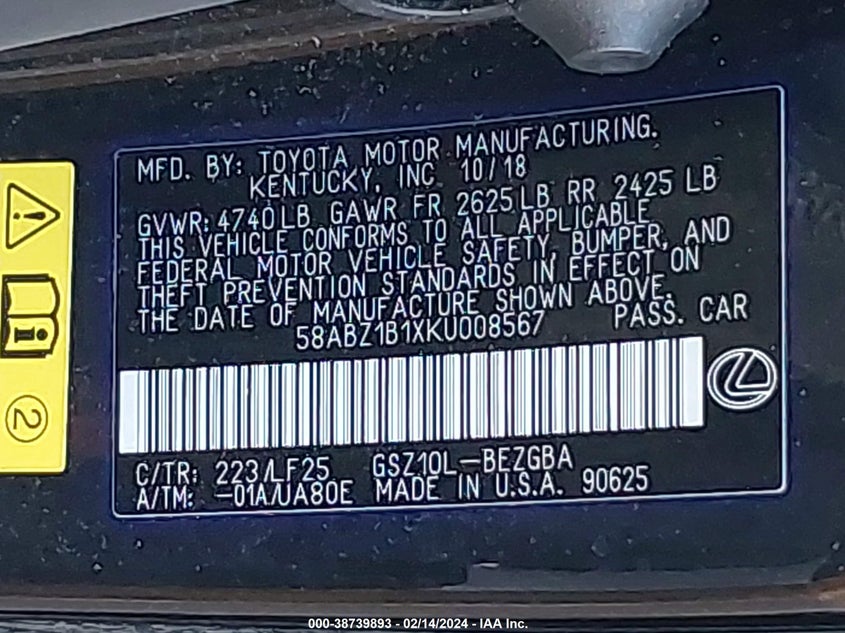 MFD. BY: TOYOTA MOTOR MANUFACTURING.
KENTUCKY, INC 10/18
GVWR: 4740LB GAWR FR 2625LB RR 2425 LB
THIS VEHICLE CONFORMS TO ALL APPLICABLE
FEDERAL MOTOR VEHICLE SAFETY, BUMPER, AND
THEFT PREVENTION STANDARDS IN EFFECT ON
THE DATE OF MANUFACTURE SHOWN ABOVE.
58ABZ1B1XKU008567 PASS. CAR
C/TR: 223/LF25 GSZ10L-BEZGBA
A/TM: -01A/UA80E MADE IN U.S.A. 90625
2
000-38739893 - 02/14/2024 - IAA Inc.